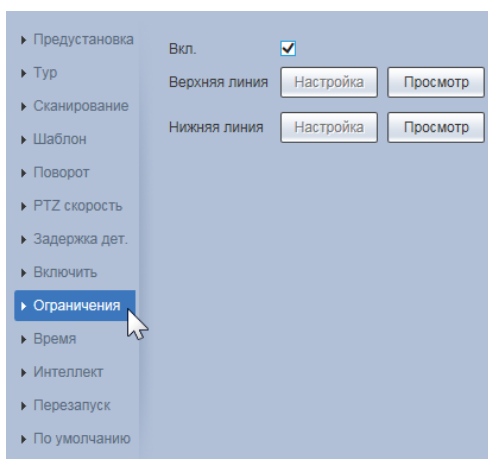 Предустановка
Тур
Сканирование
Шаблон
Поворот
PTZ скорость
Задержка дет.
Включить
Ограничения
Время
Интеллект
Перезапуск
По умолчанию
Вкл.
Верхняя линия Настройка Просмотр
Нижняя линия Настройка Просмотр